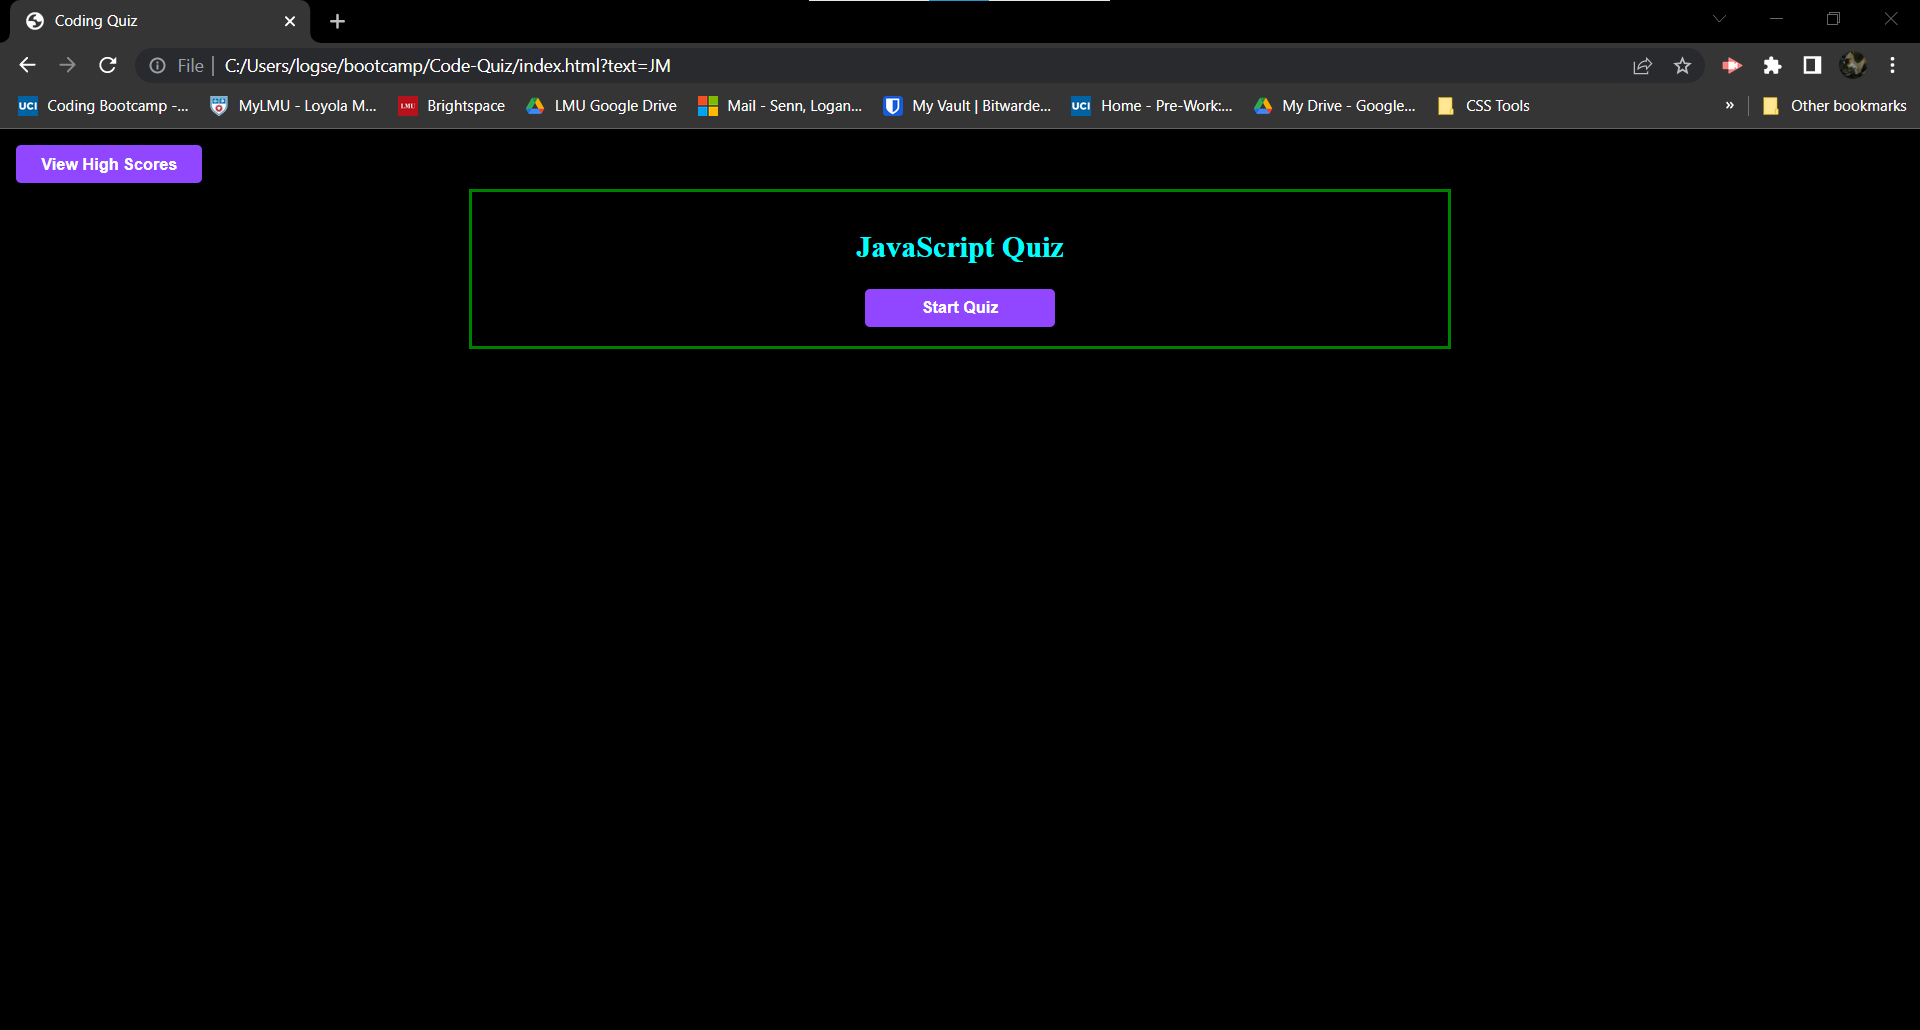 Coding Quiz
File | C:/Users/logse/bootcamp/Code-Quiz/index.html?text=JM
UCI Coding Bootcamp -... MyLMU - Loyola M... LMU Brightspace LMU Google Drive Mail - Senn, Logan... My Vault | Bitwarde... UCI Home - Pre-Work:... My Drive - Google... CSS Tools » Other bookmarks
View High Scores
JavaScript Quiz
Start Quiz